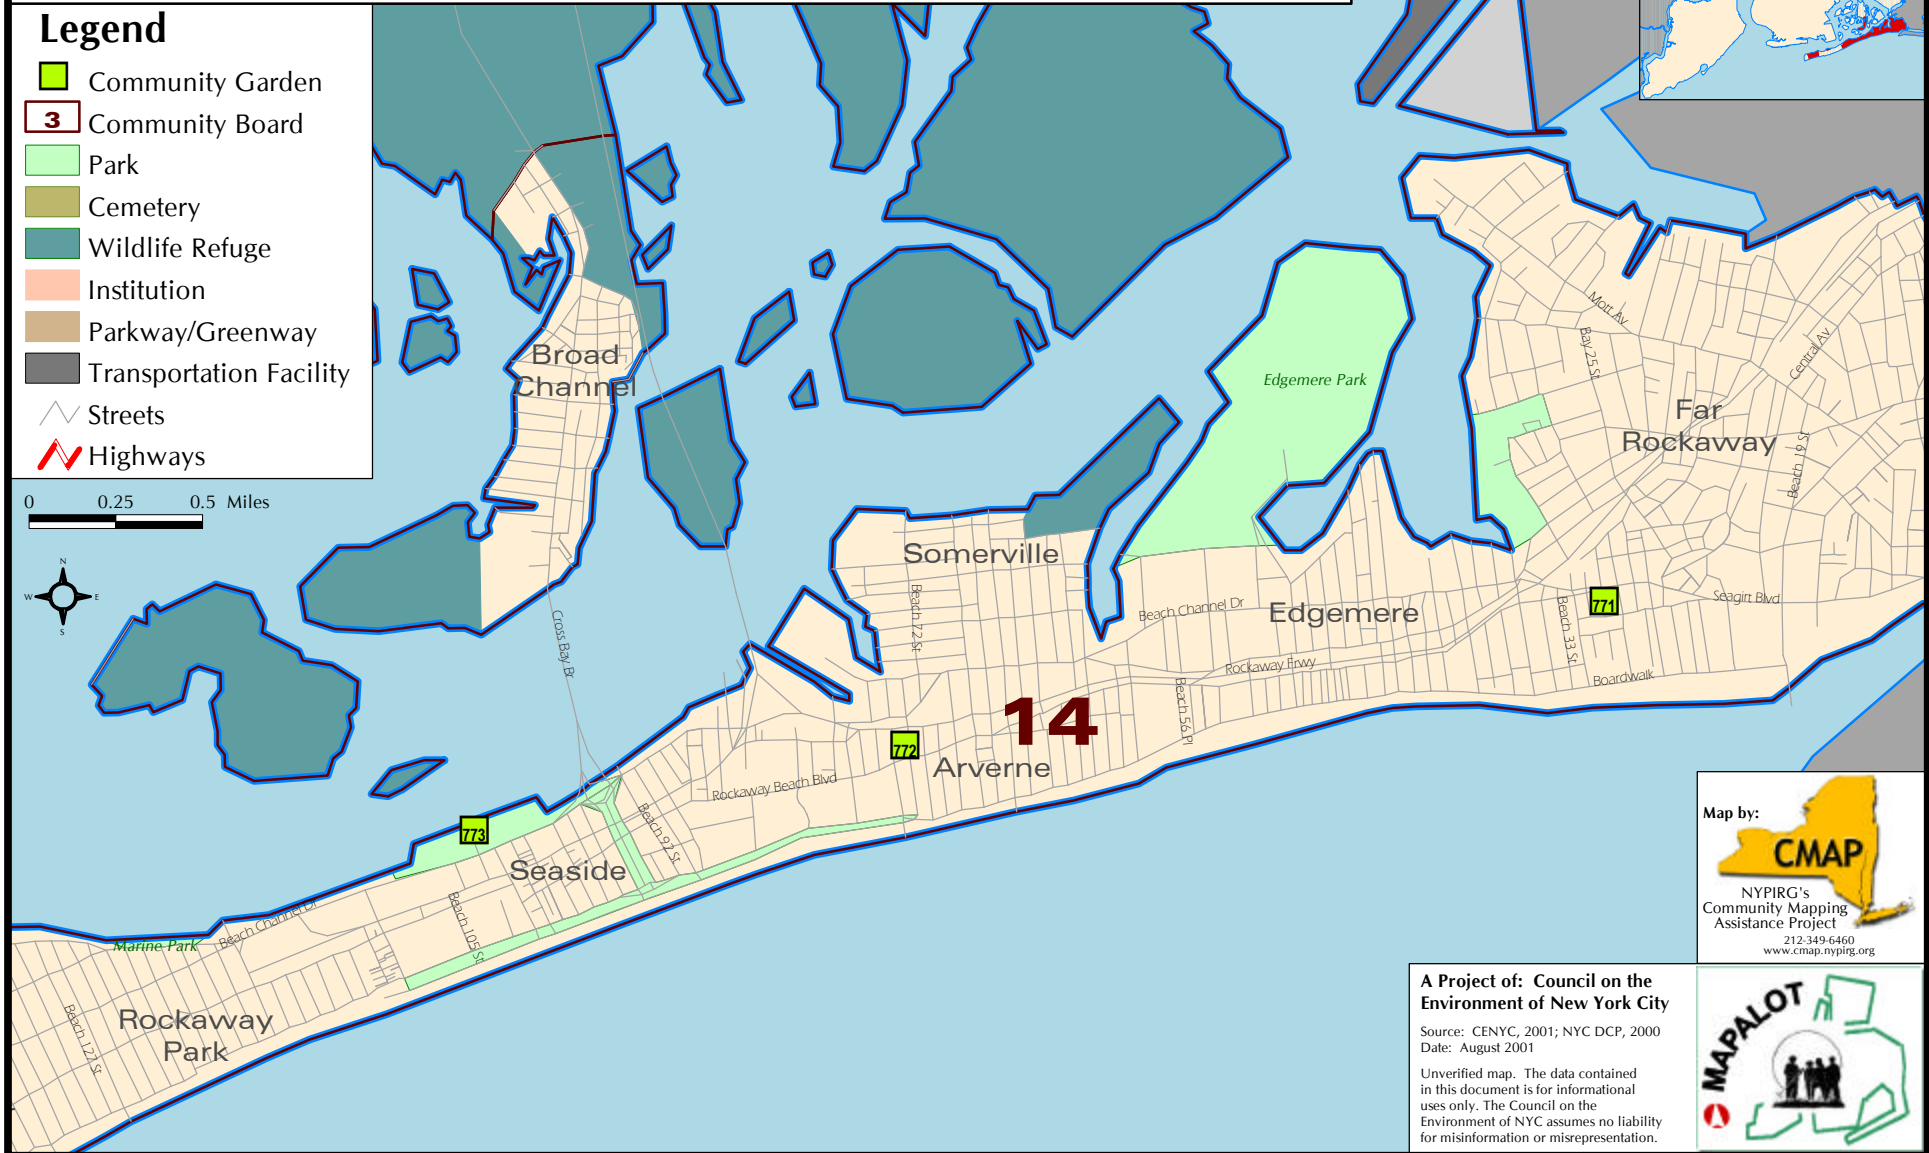 Legend
Community Garden
3 Community Board
Park
Cemetery
Wildlife Refuge
Institution
Parkway/Greenway
Transportation Facility
Streets
Highways
0 0.25 0.5 Miles
N
W E
S
Broad
Channel
Cross Bay Br
Edgemere Park
Mott Av
Bay 25 St
Central Av
Far
Rockaway
Beach 19 St
Somerville
Beach 72 St
Beach Channel Dr
Edgemere
771
Seagirt Blvd
Beach 33 St
Rockaway Frwy
Boardwalk
Beach 56 Pl
14
772
Arverne
Rockaway Beach Blvd
773
Beach 92 St
Seaside
Beach 105 St
Beach Channel Dr
Marine Park
Rockaway
Park
Beach 127 St
Map by:
CMAP
NYPIRG's
Community Mapping
Assistance Project
212-349-6460
www.cmap.nypirg.org
A Project of: Council on the
Environment of New York City
Source: CENYC, 2001; NYC DCP, 2000
Date: August 2001
Unverified map. The data contained
in this document is for informational
uses only. The Council on the
Environment of NYC assumes no liability
for misinformation or misrepresentation.
MAPALOT